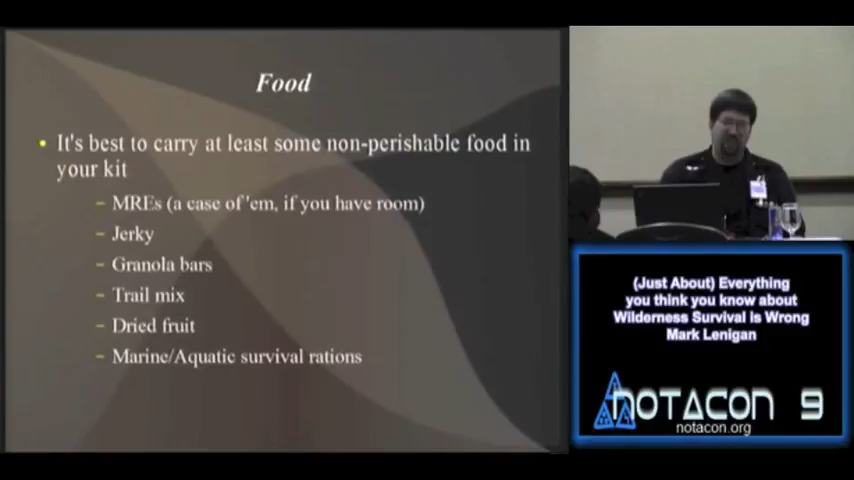 Food
It's best to carry at least some non-perishable food in
your kit
– MREs (a case of 'em, if you have room)
– Jerky
– Granola bars
– Trail mix
– Dried fruit
– Marine/Aquatic survival rations
(Just About) Everything
you think you know about
Wilderness Survival is Wrong
Mark Lenigan
NOTACON 9
notacon.org